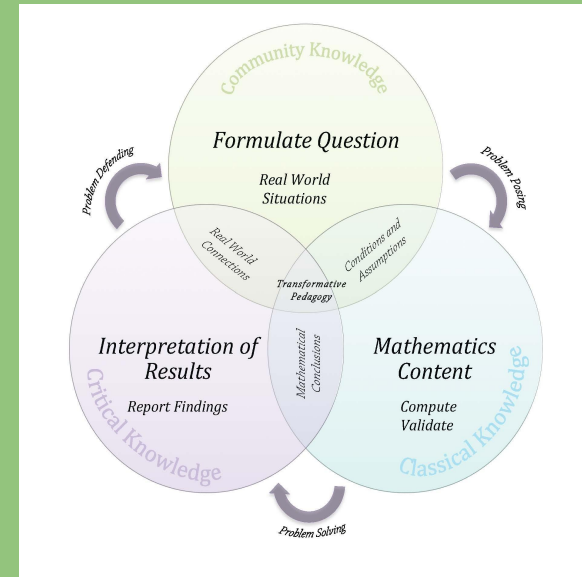 Community Knowledge
Formulate Question
Real World
Situations
Problem Defending
Problem Posing
Real World
Connections
Conditions and
Assumptions
Transformative
Pedagogy
Interpretation of
Results
Report Findings
Critical Knowledge
Mathematical
Conclusions
Mathematics
Content
Compute
Validate
Classical Knowledge
Problem Solving